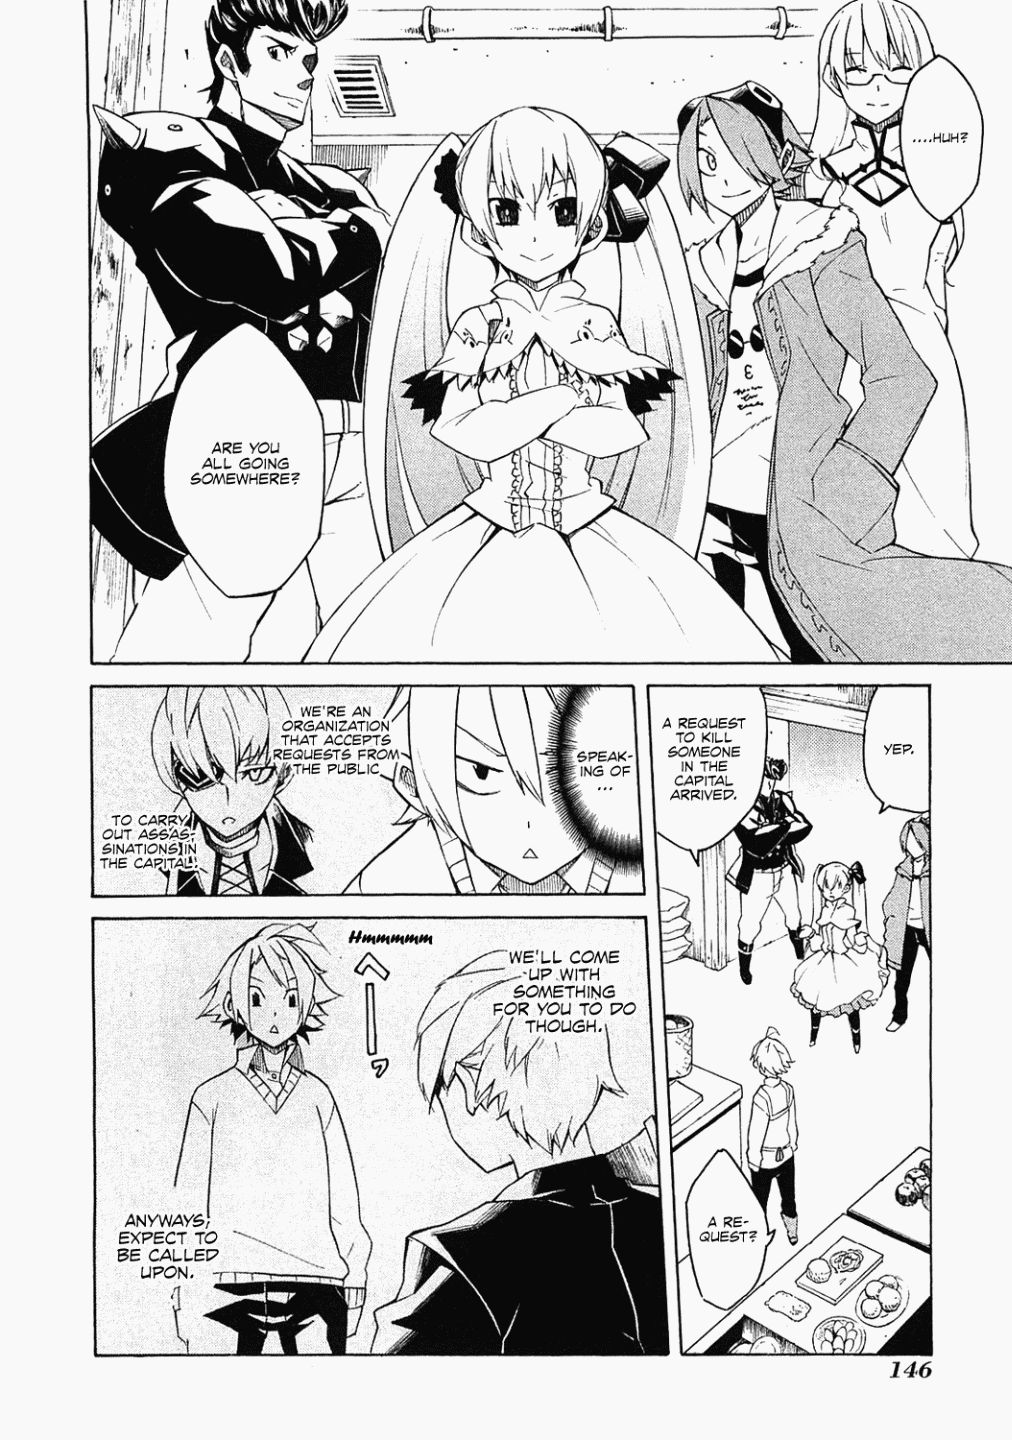 ....HUH?
ARE YOU
ALL GOING
SOMEWHERE?
YEP.
A REQUEST
TO KILL
SOMEONE
IN THE
CAPITAL
ARRIVED.
A RE-
QUEST?
SPEAK-
ING OF
...
WE'RE AN
ORGANIZATION
THAT ACCEPTS
REQUESTS FROM
THE PUBLIC
TO CARRY
OUT ASSAS-
SINATIONS IN
THE CAPITAL.
WE'LL COME
UP WITH
SOMETHING
FOR YOU TO DO
THOUGH.
Hmmmmm
へーっ
ANYWAYS,
EXPECT TO
BE CALLED
UPON.
146